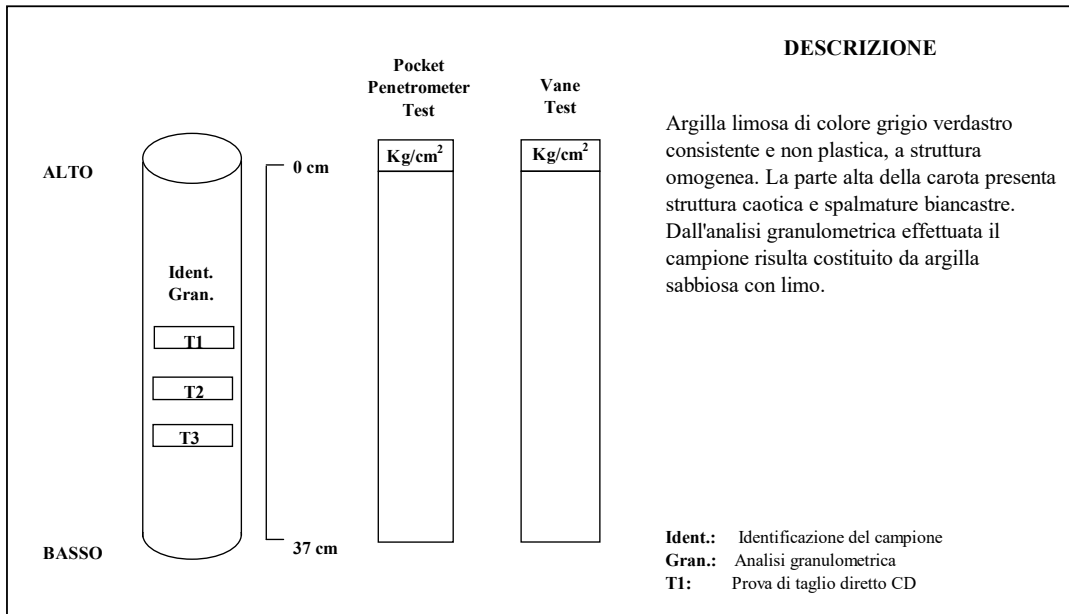 DESCRIZIONE
Pocket
Penetrometer
Test
Vane
Test
Kg/cm²
Kg/cm²
ALTO
0 cm
Ident.
Gran.
T1
T2
T3
BASSO
37 cm
Argilla limosa di colore grigio verdastro
consistente e non plastica, a struttura
omogenea. La parte alta della carota presenta
struttura caotica e spalmature biancastre.
Dall'analisi granulometrica effettuata il
campione risulta costituito da argilla
sabbiosa con limo.
Ident.: Identificazione del campione
Gran.: Analisi granulometrica
T1: Prova di taglio diretto CD